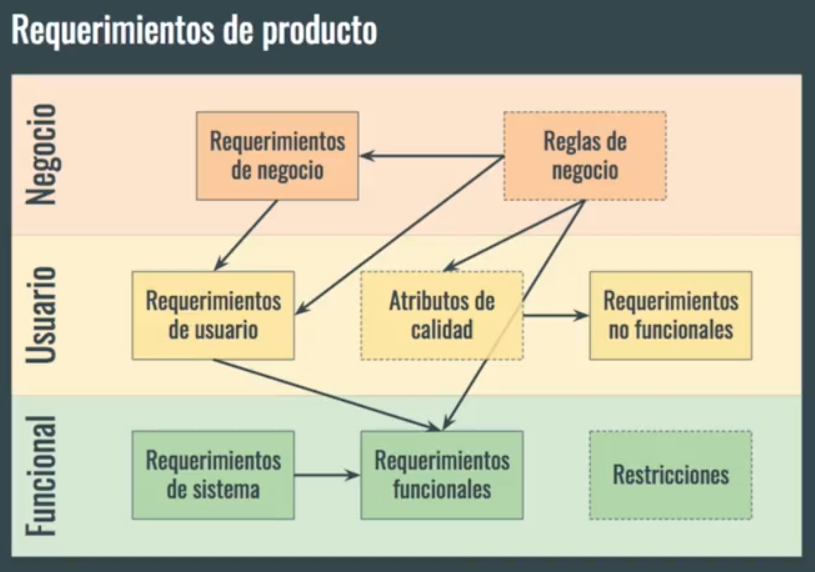 Requerimientos de producto
Negocio
Requerimientos
de negocio
Reglas de
negocio
Usuario
Requerimientos
de usuario
Atributos de
calidad
Requerimientos
no funcionales
Funcional
Requerimientos
de sistema
Requerimientos
funcionales
Restricciones